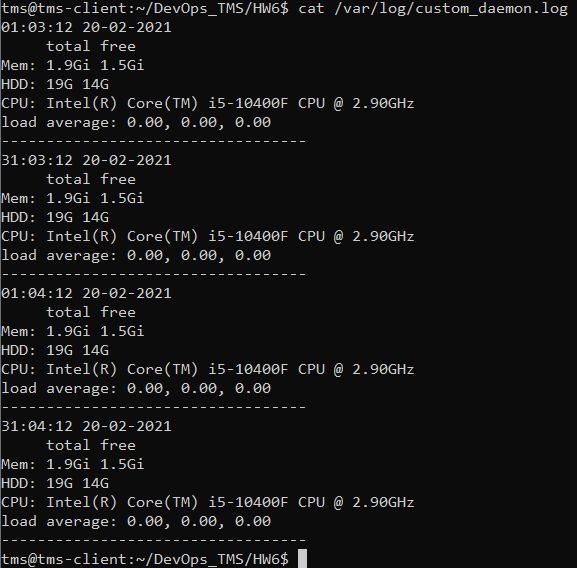 tms@tms-client:~/DevOps_TMS/HW6$ cat /var/log/custom_daemon.log
01:03:12 20-02-2021
     total free
Mem: 1.9Gi 1.5Gi
HDD: 19G 14G
CPU: Intel(R) Core(TM) i5-10400F CPU @ 2.90GHz
load average: 0.00, 0.00, 0.00
----------------------------------
31:03:12 20-02-2021
     total free
Mem: 1.9Gi 1.5Gi
HDD: 19G 14G
CPU: Intel(R) Core(TM) i5-10400F CPU @ 2.90GHz
load average: 0.00, 0.00, 0.00
----------------------------------
01:04:12 20-02-2021
     total free
Mem: 1.9Gi 1.5Gi
HDD: 19G 14G
CPU: Intel(R) Core(TM) i5-10400F CPU @ 2.90GHz
load average: 0.00, 0.00, 0.00
----------------------------------
31:04:12 20-02-2021
     total free
Mem: 1.9Gi 1.5Gi
HDD: 19G 14G
CPU: Intel(R) Core(TM) i5-10400F CPU @ 2.90GHz
load average: 0.00, 0.00, 0.00
----------------------------------
tms@tms-client:~/DevOps_TMS/HW6$